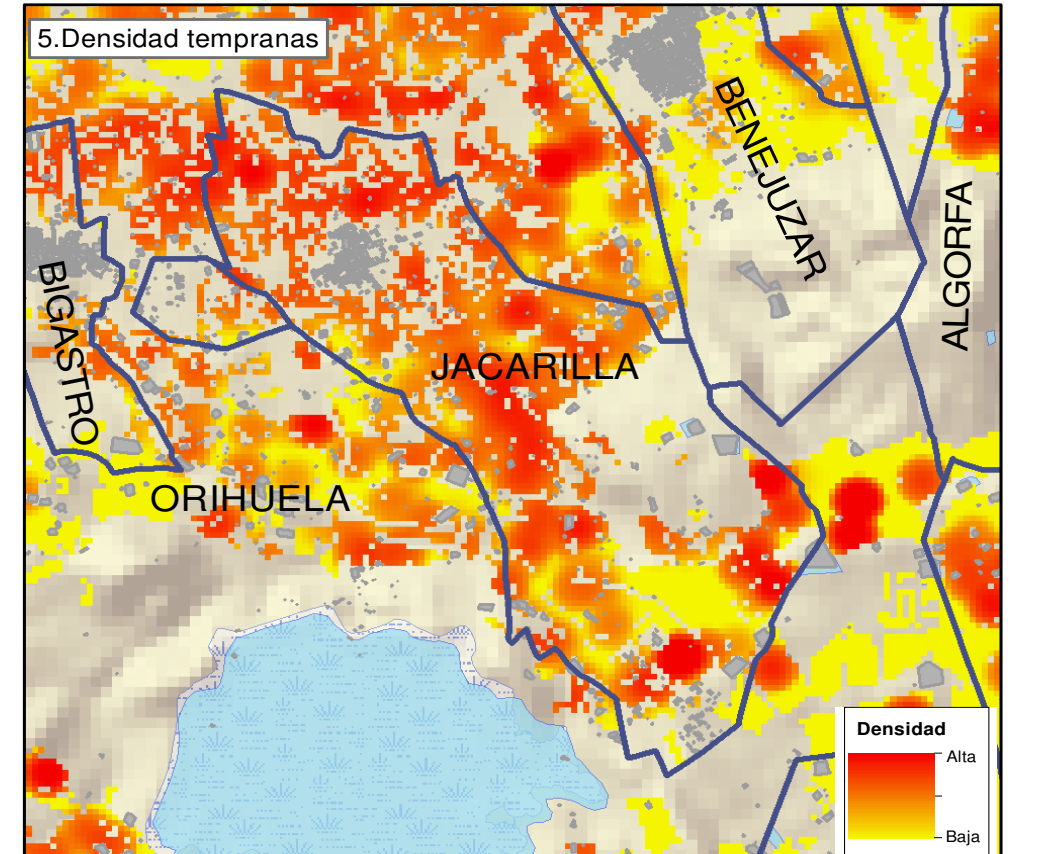 5.Densidad tempranas
BENEJUZAR
ALGORFA
BIGASTRO
JACARILLA
ORIHUELA
Densidad
Alta
Baja